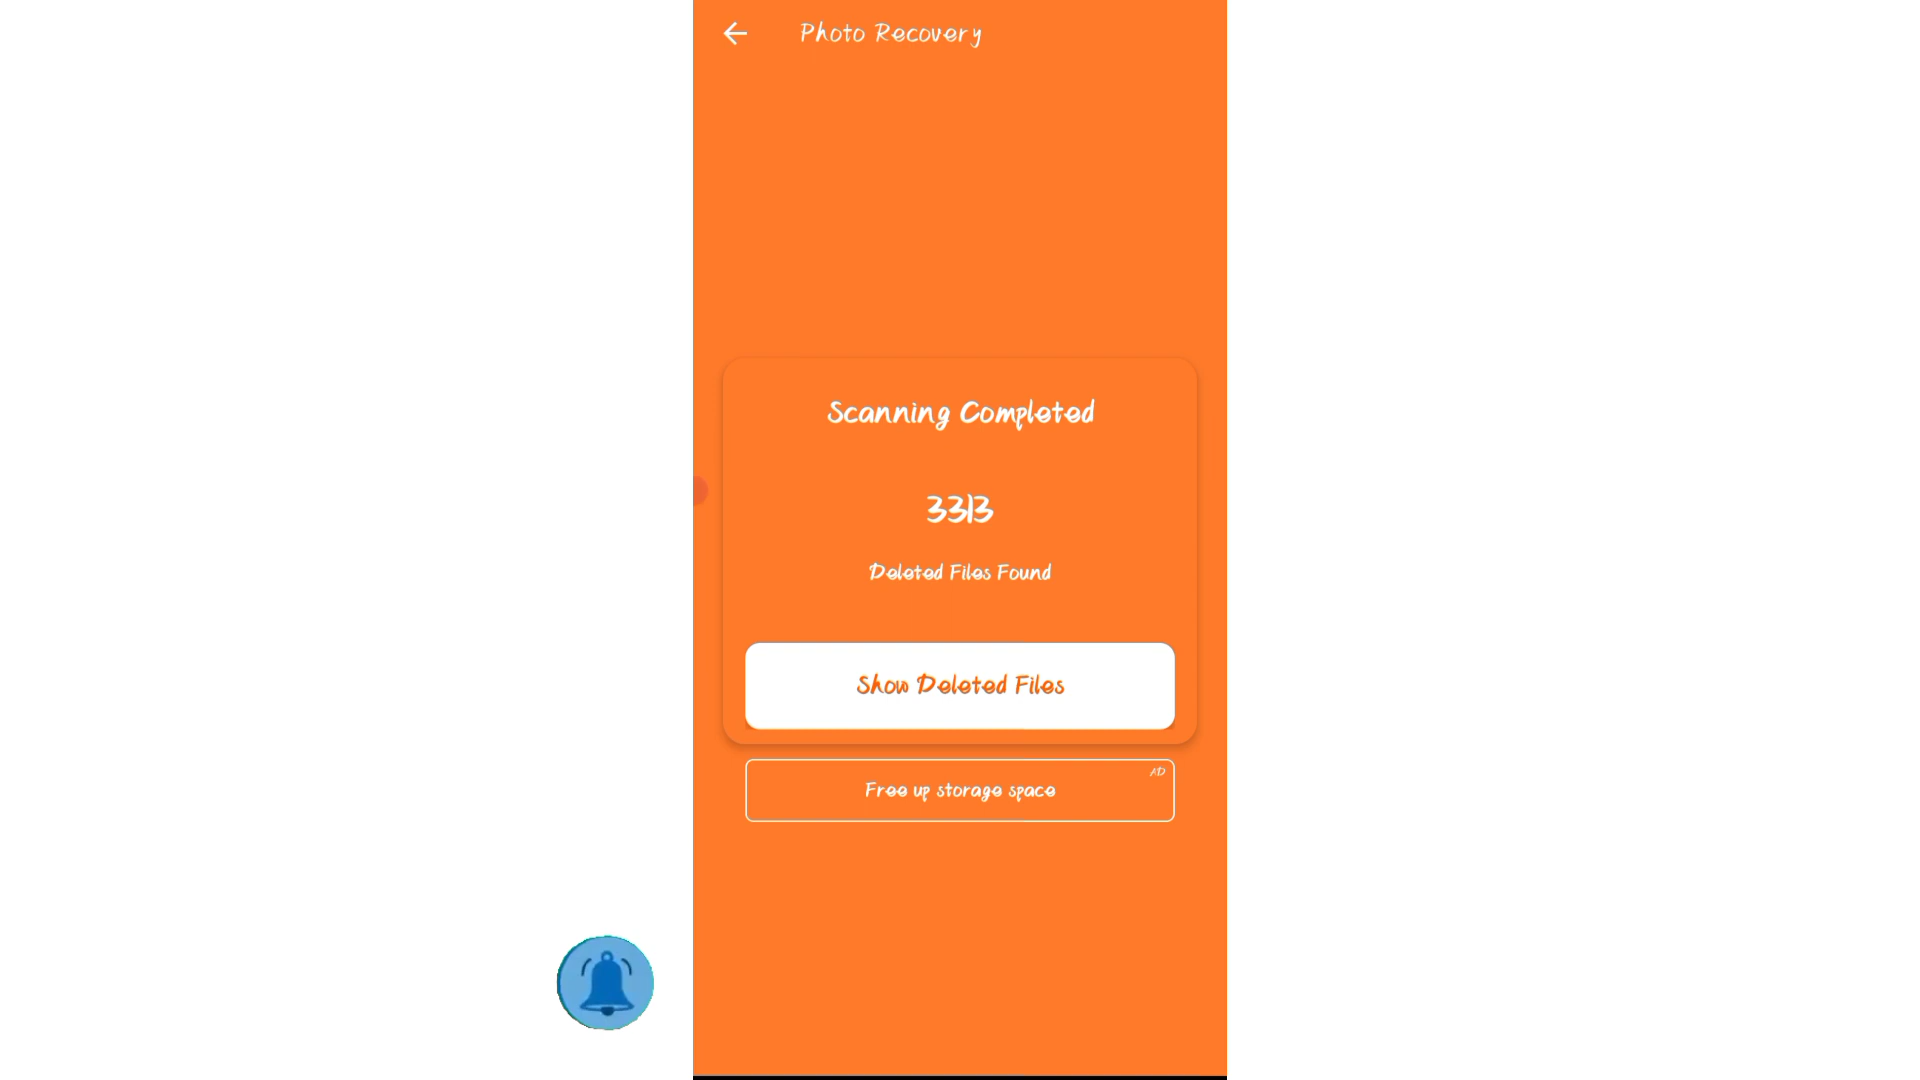 Photo Recovery
Scanning Completed
3313
Deleted Files Found
Show Deleted Files
AD
Free up storage space